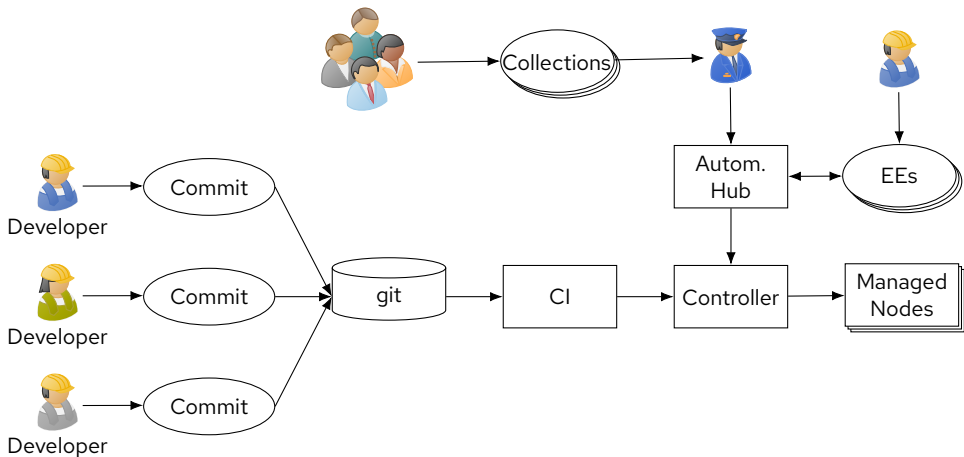 Collections
Autom.
Hub
EEs
Commit
Developer
Commit
git
CI
Controller
Managed
Nodes
Developer
Commit
Developer